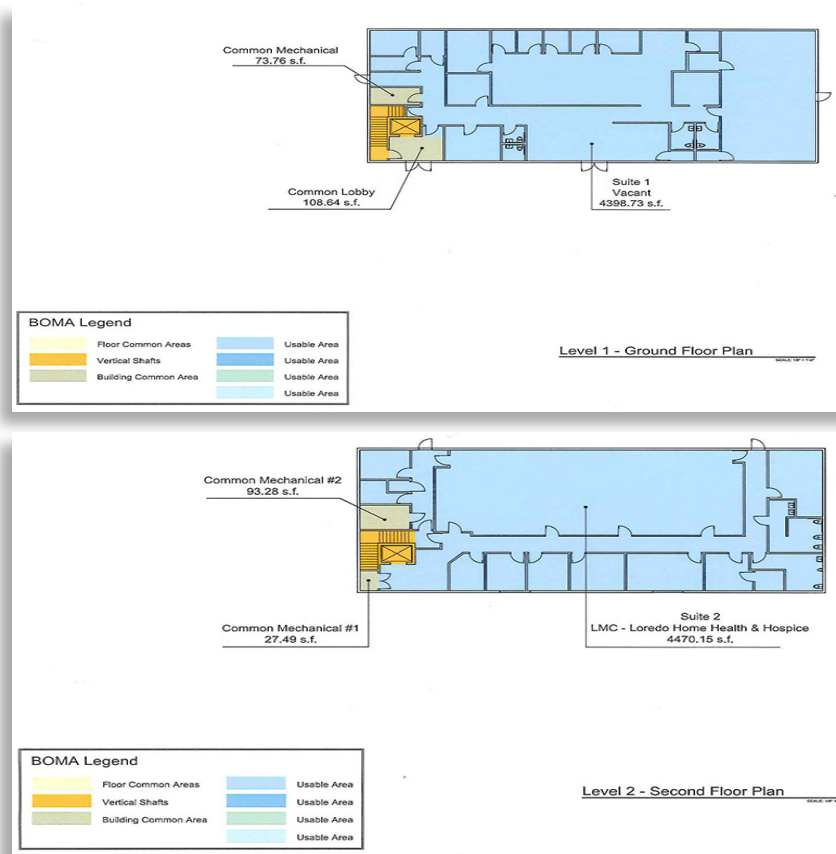 Common Mechanical
73.76 s.f.
Common Lobby
108.64 s.f.
Suite 1
Vacant
4398.73 s.f.
BOMA Legend
Floor Common Areas
Usable Area
Vertical Shafts
Usable Area
Building Common Area
Usable Area
Usable Area
Level 1 - Ground Floor Plan
Common Mechanical #2
93.28 s.f.
Common Mechanical #1
27.49 s.f.
Suite 2
LMC - Loredo Home Health & Hospice
4470.15 s.f.
BOMA Legend
Floor Common Areas
Usable Area
Vertical Shafts
Usable Area
Building Common Area
Usable Area
Usable Area
Level 2 - Second Floor Plan